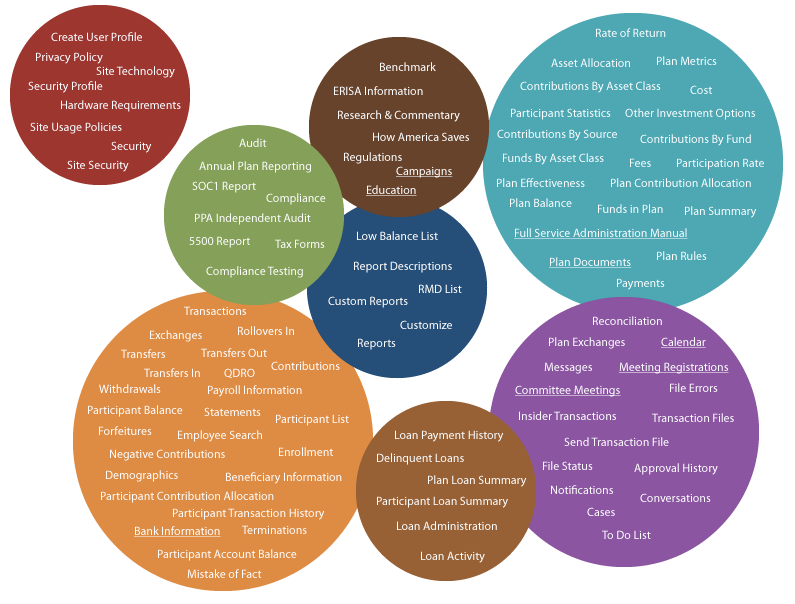 Create User Profile
Privacy Policy
Site Technology
Security Profile
Hardware Requirements
Site Usage Policies
Security
Site Security
Benchmark
ERISA Information
Research & Commentary
How America Saves
Regulations
Campaigns
Education
Rate of Return
Asset Allocation
Plan Metrics
Contributions By Asset Class
Cost
Participant Statistics
Other Investment Options
Contributions By Source
Contributions By Fund
Funds By Asset Class
Fees
Participation Rate
Plan Effectiveness
Plan Contribution Allocation
Plan Balance
Funds in Plan
Plan Summary
Full Service Administration Manual
Plan Documents
Plan Rules
Payments
Audit
Annual Plan Reporting
SOC1 Report
Compliance
PPA Independent Audit
5500 Report
Tax Forms
Compliance Testing
Low Balance List
Report Descriptions
RMD List
Custom Reports
Customize
Reports
Transactions
Exchanges
Rollovers In
Transfers
Transfers Out
Transfers In
QDRO
Contributions
Withdrawals
Payroll Information
Participant Balance
Statements
Participant List
Forfeitures
Employee Search
Negative Contributions
Enrollment
Demographics
Beneficiary Information
Participant Contribution Allocation
Participant Transaction History
Bank Information
Terminations
Participant Account Balance
Mistake of Fact
Loan Payment History
Delinquent Loans
Plan Loan Summary
Participant Loan Summary
Loan Administration
Loan Activity
Reconciliation
Plan Exchanges
Calendar
Messages
Meeting Registrations
Committee Meetings
File Errors
Insider Transactions
Transaction Files
Send Transaction File
File Status
Approval History
Notifications
Conversations
Cases
To Do List